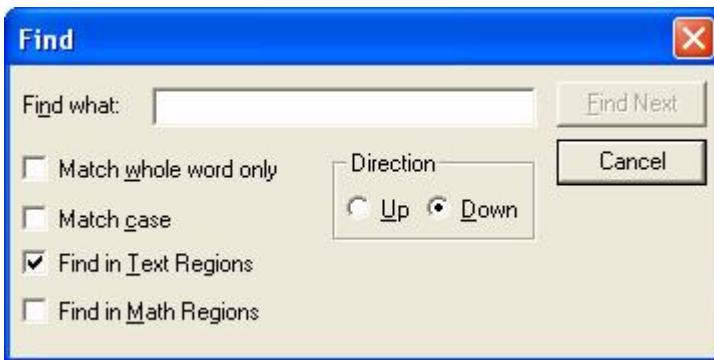 Find
Find what:
Find Next
Match whole word only
Direction
Cancel
Match case
Up
Down
Find in Text Regions
Find in Math Regions